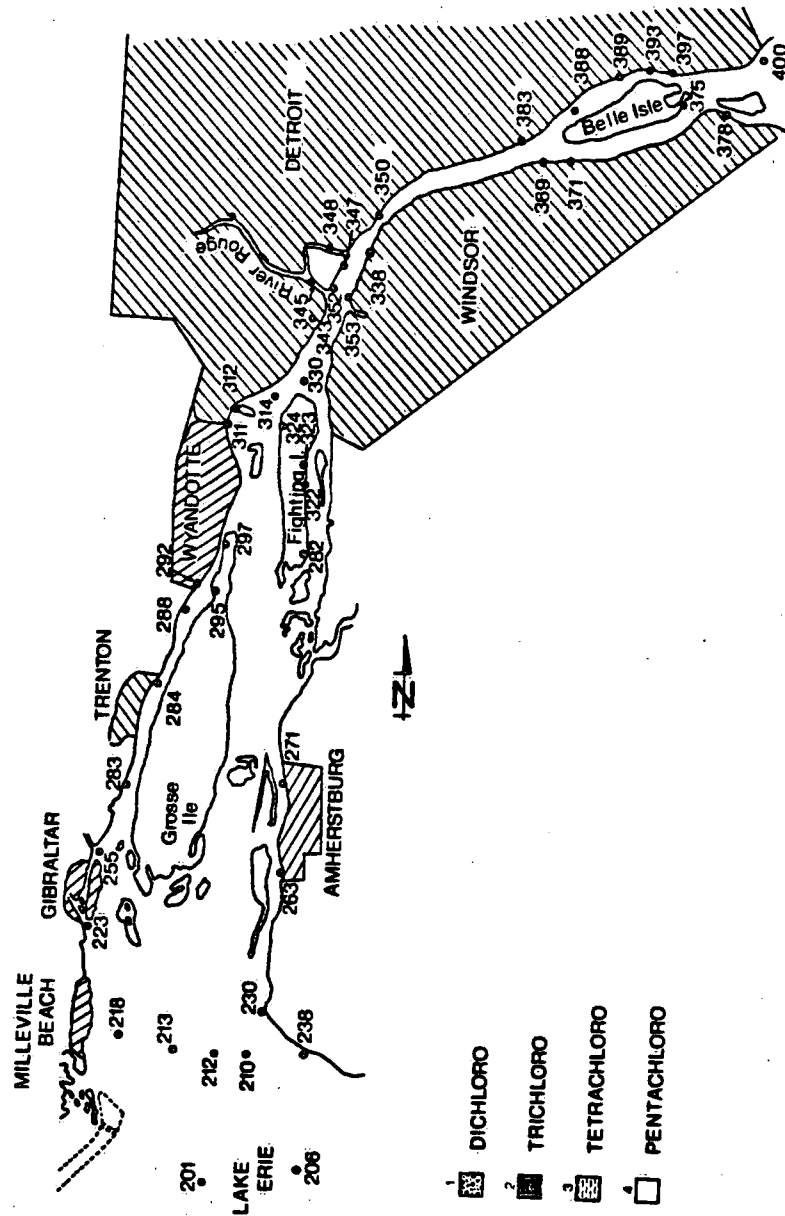 MILLEVILLE
BEACH
GIBRALTAR
TRENTON
WYANDOTTE
DETROIT
WINDSOR
AMHERSTBURG
LAKE
ERIE
Grosse
Ile
Fighting I.
River Rouge
Belle Isle
N
201
206
218
213
212
210
230
238
223
255
263
271
283
284
288
292
295
297
282
322
323
324
311
312
314
330
343
345
352
353
348
347
338
350
383
369
371
388
389
393
397
375
378
400
1 DICHLORO
2 TRICHLORO
3 TETRACHLORO
4 PENTACHLORO